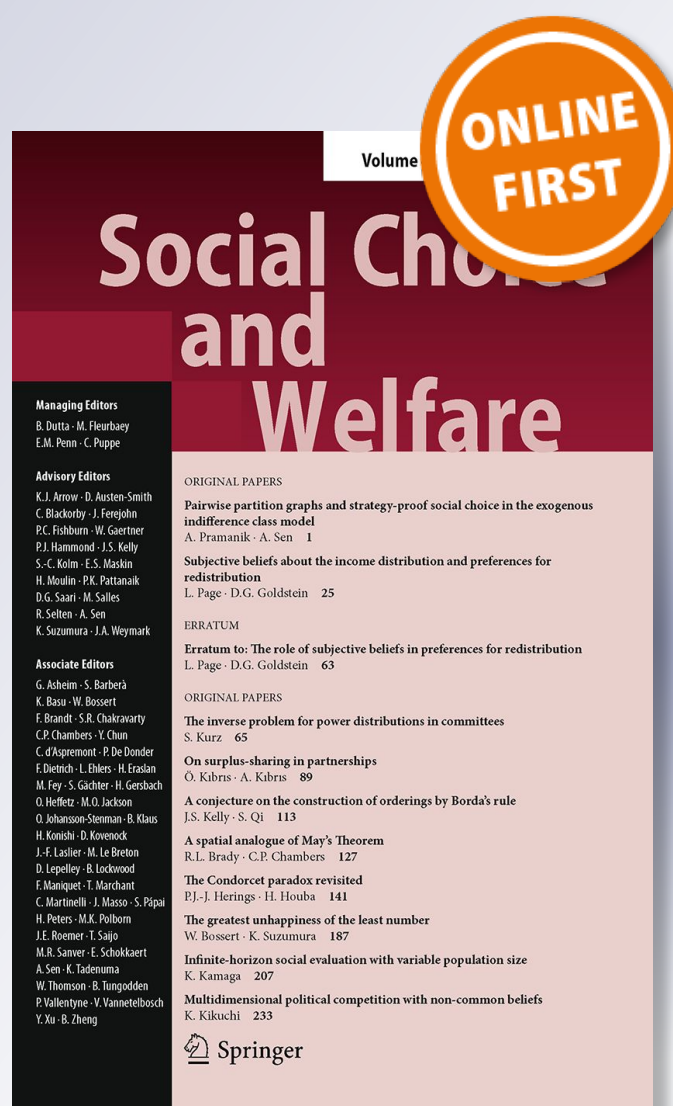 ONLINE
FIRST
Volume
Social Choice
and
Welfare
Managing Editors
B. Dutta · M. Fleurbaey
E.M. Penn · C. Puppe
Advisory Editors
K.J. Arrow · D. Austen-Smith
C. Blackorby · J. Ferejohn
P.C. Fishburn · W. Gaertner
P.J. Hammond · J.S. Kelly
S.-C. Kolm · E.S. Maskin
H. Moulin · P.K. Pattanaik
D.G. Saari · M. Salles
R. Selten · A. Sen
K. Suzumura · J.A. Weymark
Associate Editors
G. Asheim · S. Barberà
K. Basu · W. Bossert
F. Brandt · S.R. Chakravarty
C.P. Chambers · Y. Chun
C. d'Aspremont · P. De Donder
F. Dietrich · L. Ehlers · H. Eraslan
M. Fey · S. Gächter · H. Gersbach
O. Heffetz · M.O. Jackson
O. Johansson-Stenman · B. Klaus
H. Konishi · D. Kovenock
J.-F. Laslier · M. Le Breton
D. Lepelley · B. Lockwood
F. Maniquet · T. Marchant
C. Martinelli · J. Masso · S. Pápai
H. Peters · M.K. Polborn
J.E. Roemer · T. Saijo
M.R. Sanver · E. Schokkaert
A. Sen · K. Tadenuma
W. Thomson · B. Tungodden
P. Vallentyne · V. Vannetelbosch
Y. Xu · B. Zheng
ORIGINAL PAPERS
Pairwise partition graphs and strategy-proof social choice in the exogenous
indifference class model
A. Pramanik · A. Sen 1
Subjective beliefs about the income distribution and preferences for
redistribution
L. Page · D.G. Goldstein 25
ERRATUM
Erratum to: The role of subjective beliefs in preferences for redistribution
L. Page · D.G. Goldstein 63
ORIGINAL PAPERS
The inverse problem for power distributions in committees
S. Kurz 65
On surplus-sharing in partnerships
Ö. Kıbrıs · A. Kıbrıs 89
A conjecture on the construction of orderings by Borda's rule
J.S. Kelly · S. Qi 113
A spatial analogue of May's Theorem
R.L. Brady · C.P. Chambers 127
The Condorcet paradox revisited
P.J.-J. Herings · H. Houba 141
The greatest unhappiness of the least number
W. Bossert · K. Suzumura 187
Infinite-horizon social evaluation with variable population size
K. Kamaga 207
Multidimensional political competition with non-common beliefs
K. Kikuchi 233
Springer